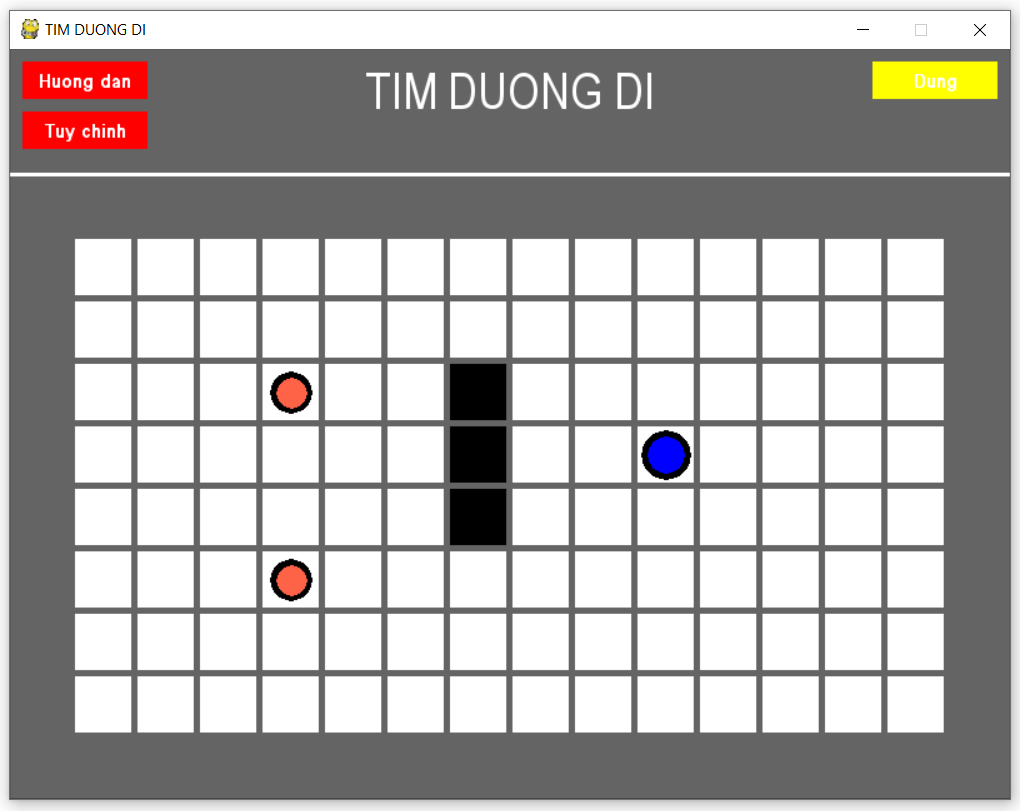 TIM DUONG DI
Huong dan
TIM DUONG DI
Dung
Tuy chinh